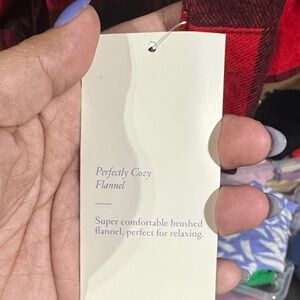 Perfectly Cozy
Flannel
Super comfortable brushed
flannel, perfect for relaxing.